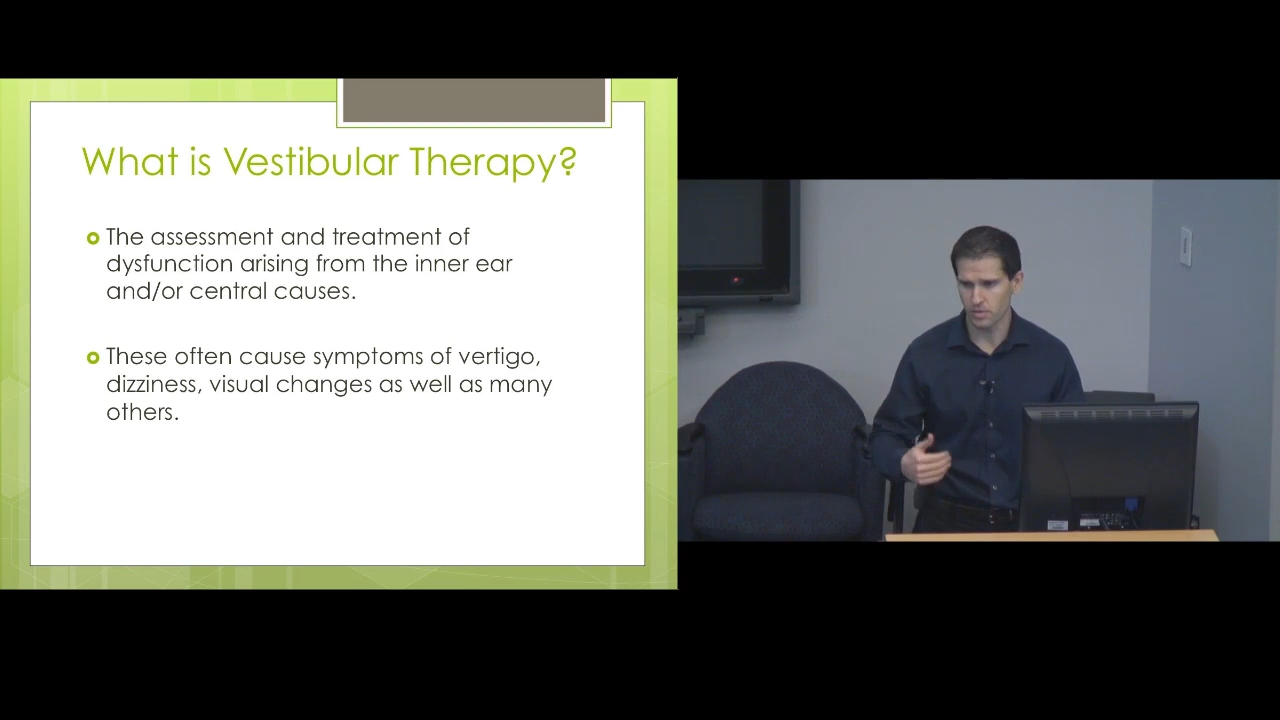 What is Vestibular Therapy?
The assessment and treatment of
dysfunction arising from the inner ear
and/or central causes.
These often cause symptoms of vertigo,
dizziness, visual changes as well as many
others.